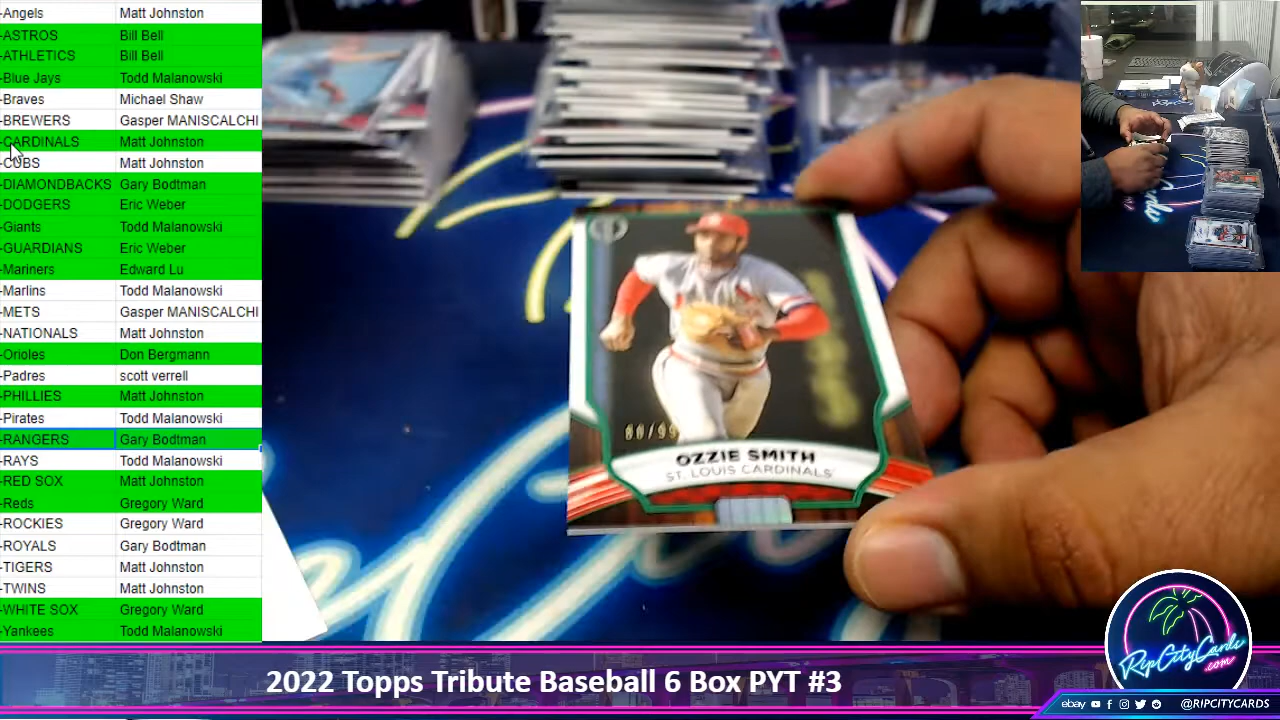 -Angels Matt Johnston
-ASTROS Bill Bell
-ATHLETICS Bill Bell
-Blue Jays Todd Malanowski
-Braves Michael Shaw
-BREWERS Gasper MANISCALCHI
-CARDINALS Matt Johnston
-CUBS Matt Johnston
-DIAMONDBACKS Gary Bodtman
-DODGERS Eric Weber
-Giants Todd Malanowski
-GUARDIANS Eric Weber
-Mariners Edward Lu
-Marlins Todd Malanowski
-METS Gasper MANISCALCHI
-NATIONALS Matt Johnston
-Orioles Don Bergmann
-Padres scott verrell
-PHILLIES Matt Johnston
-Pirates Todd Malanowski
-RANGERS Gary Bodtman
-RAYS Todd Malanowski
-RED SOX Matt Johnston
-Reds Gregory Ward
-ROCKIES Gregory Ward
-ROYALS Gary Bodtman
-TIGERS Matt Johnston
-TWINS Matt Johnston
-WHITE SOX Gregory Ward
-Yankees Todd Malanowski
OZZIE SMITH
ST. LOUIS CARDINALS
2022 Topps Tribute Baseball 6 Box PYT #3
RipCityCards
.com
ebay @RIPCITYCARDS